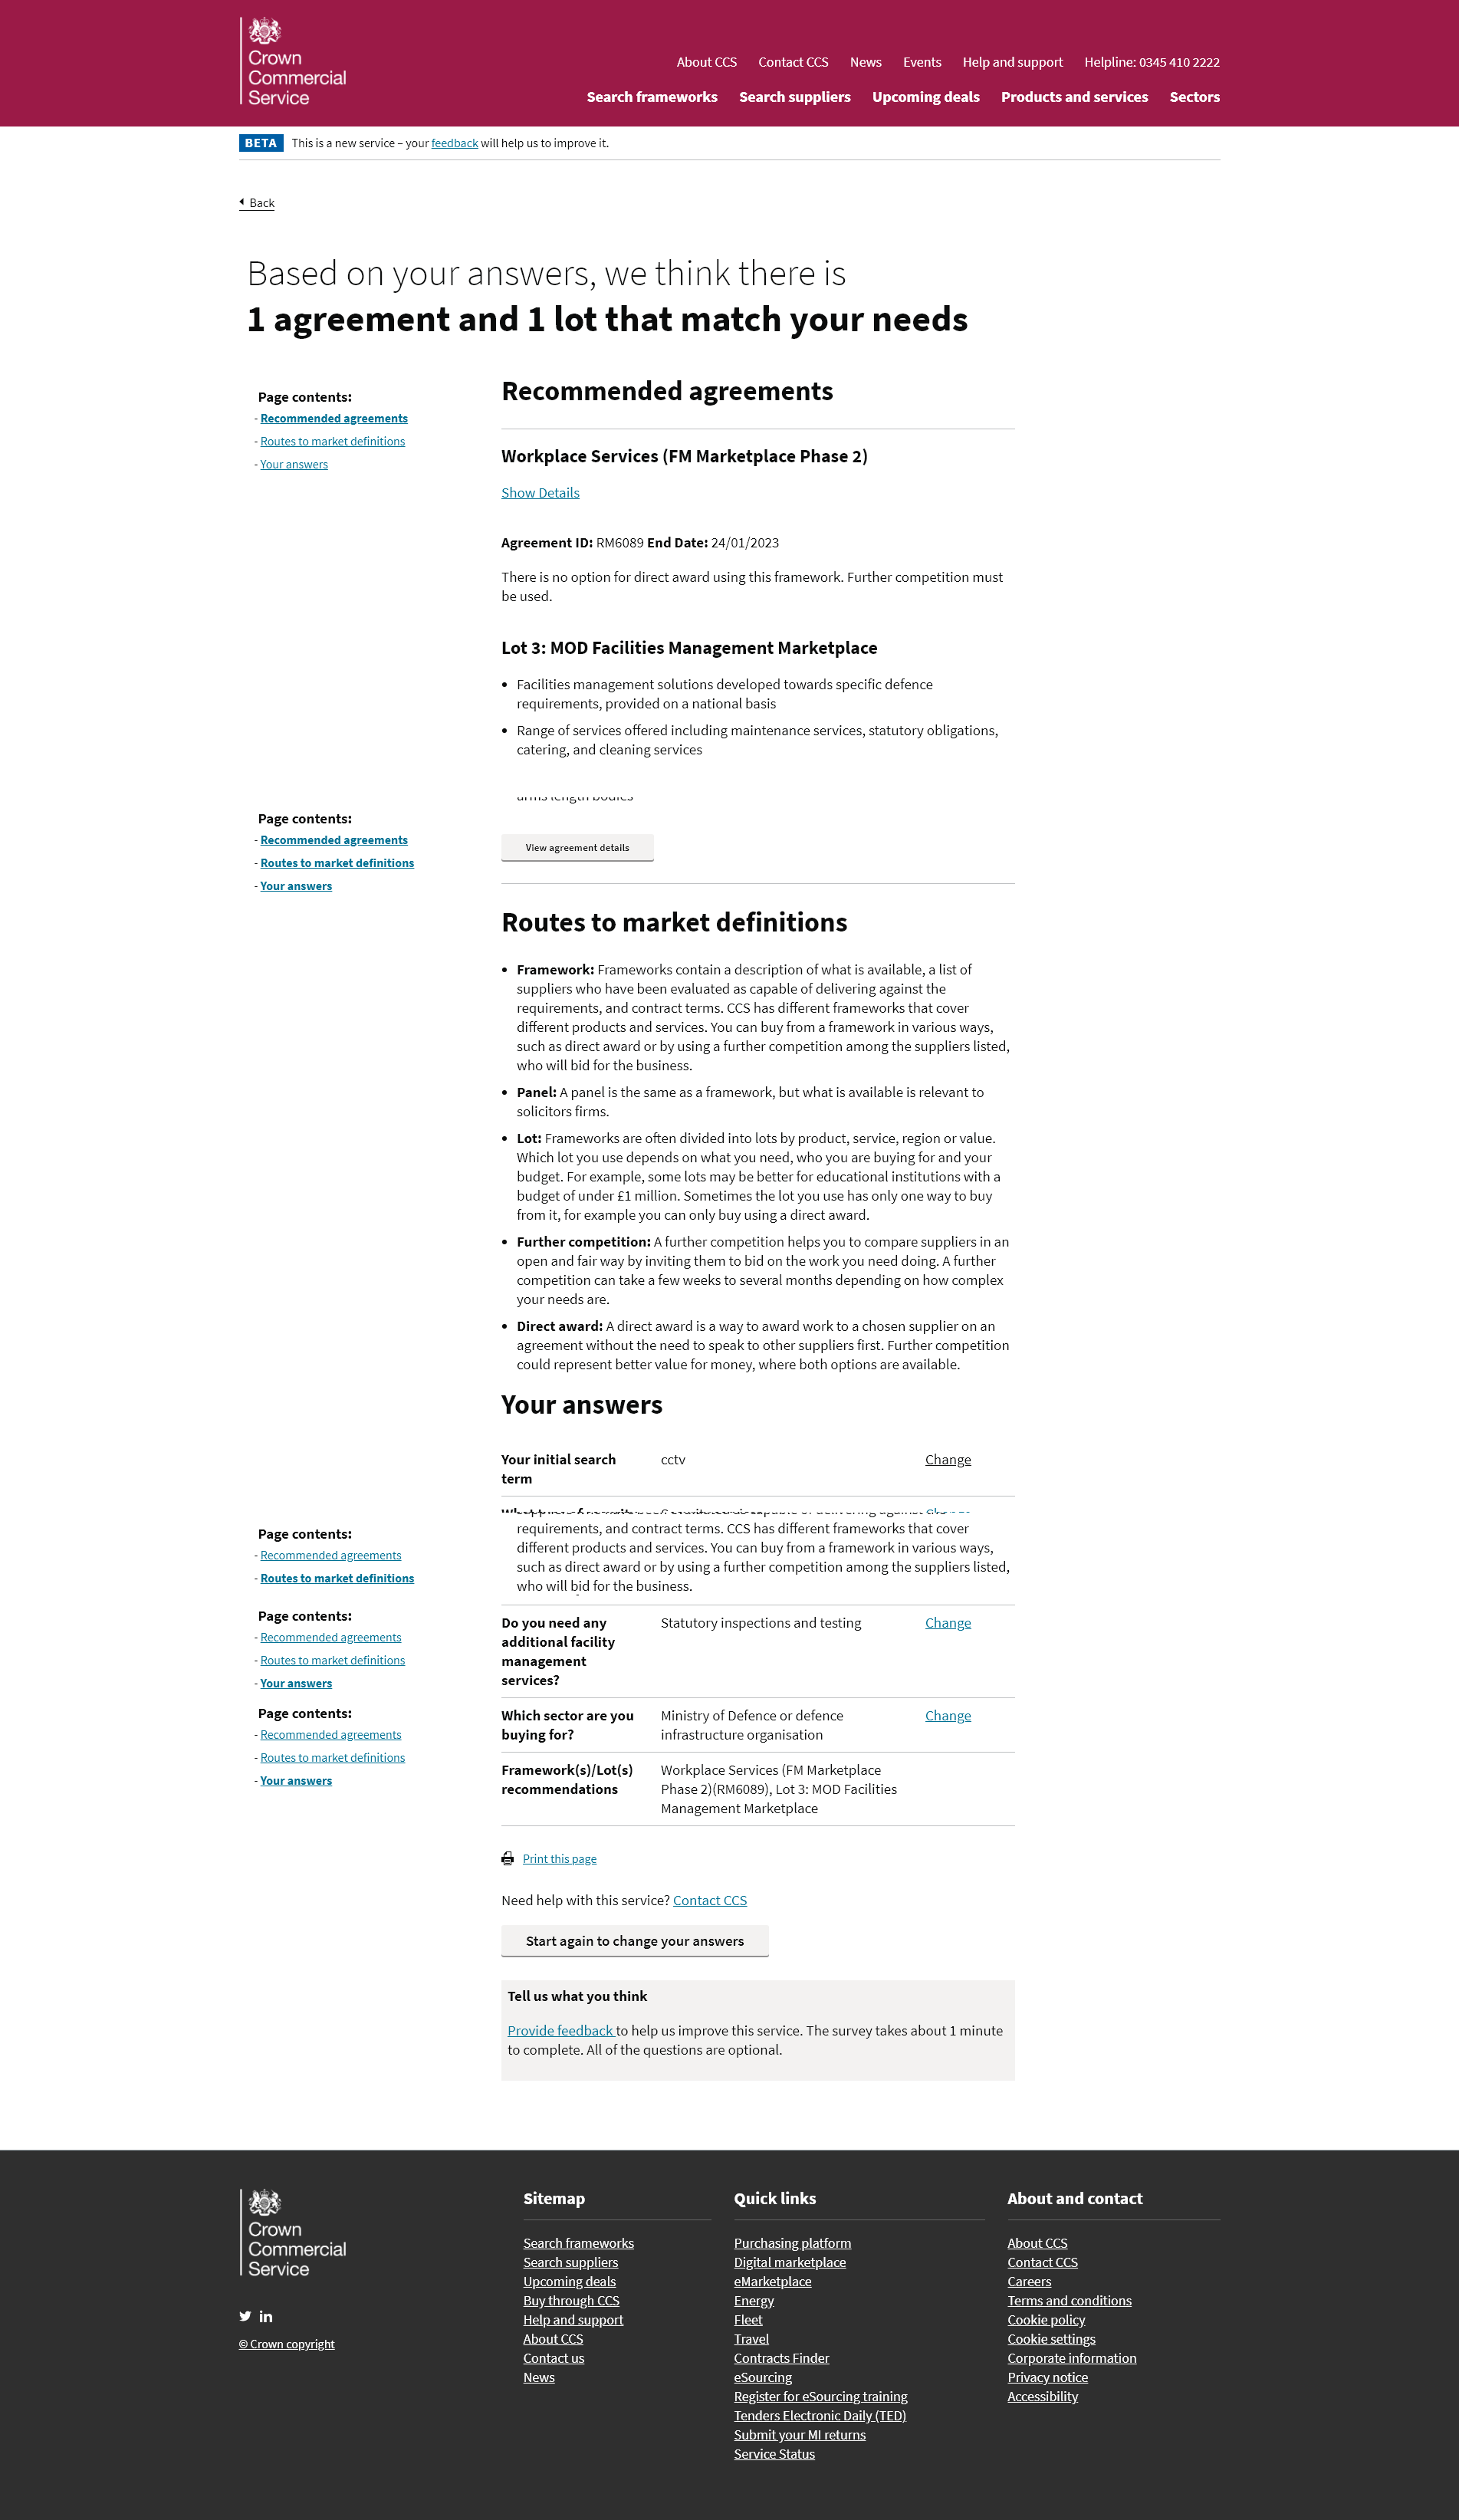 Crown
Commercial
Service
About CCS Contact CCS News Events Help and support Helpline: 0345 410 2222
Search frameworks Search suppliers Upcoming deals Products and services Sectors
BETA This is a new service – your feedback will help us to improve it.
Back
Based on your answers, we think there is
1 agreement and 1 lot that match your needs
Page contents:
- Recommended agreements
- Routes to market definitions
- Your answers
Recommended agreements
Workplace Services (FM Marketplace Phase 2)
Show Details
Agreement ID: RM6089 End Date: 24/01/2023
There is no option for direct award using this framework. Further competition must
be used.
Lot 3: MOD Facilities Management Marketplace
• Facilities management solutions developed towards specific defence
requirements, provided on a national basis
• Range of services offered including maintenance services, statutory obligations,
catering, and cleaning services
arms length bodies
Page contents:
- Recommended agreements
- Routes to market definitions
- Your answers
View agreement details
Routes to market definitions
• Framework: Frameworks contain a description of what is available, a list of
suppliers who have been evaluated as capable of delivering against the
requirements, and contract terms. CCS has different frameworks that cover
different products and services. You can buy from a framework in various ways,
such as direct award or by using a further competition among the suppliers listed,
who will bid for the business.
• Panel: A panel is the same as a framework, but what is available is relevant to
solicitors firms.
• Lot: Frameworks are often divided into lots by product, service, region or value.
Which lot you use depends on what you need, who you are buying for and your
budget. For example, some lots may be better for educational institutions with a
budget of under £1 million. Sometimes the lot you use has only one way to buy
from it, for example you can only buy using a direct award.
• Further competition: A further competition helps you to compare suppliers in an
open and fair way by inviting them to bid on the work you need doing. A further
competition can take a few weeks to several months depending on how complex
your needs are.
• Direct award: A direct award is a way to award work to a chosen supplier on an
agreement without the need to speak to other suppliers first. Further competition
could represent better value for money, where both options are available.
Your answers
Your initial search
term
cctv
Change
requirements, and contract terms. CCS has different frameworks that cover
different products and services. You can buy from a framework in various ways,
such as direct award or by using a further competition among the suppliers listed,
who will bid for the business.
Page contents:
- Recommended agreements
- Routes to market definitions
Page contents:
- Recommended agreements
- Routes to market definitions
- Your answers
Page contents:
- Recommended agreements
- Routes to market definitions
- Your answers
Do you need any
additional facility
management
services?
Statutory inspections and testing
Change
Which sector are you
buying for?
Ministry of Defence or defence
infrastructure organisation
Change
Framework(s)/Lot(s)
recommendations
Workplace Services (FM Marketplace
Phase 2)(RM6089), Lot 3: MOD Facilities
Management Marketplace
Print this page
Need help with this service? Contact CCS
Start again to change your answers
Tell us what you think
Provide feedback to help us improve this service. The survey takes about 1 minute
to complete. All of the questions are optional.
Crown
Commercial
Service
© Crown copyright
Sitemap
Search frameworks
Search suppliers
Upcoming deals
Buy through CCS
Help and support
About CCS
Contact us
News
Quick links
Purchasing platform
Digital marketplace
eMarketplace
Energy
Fleet
Travel
Contracts Finder
eSourcing
Register for eSourcing training
Tenders Electronic Daily (TED)
Submit your MI returns
Service Status
About and contact
About CCS
Contact CCS
Careers
Terms and conditions
Cookie policy
Cookie settings
Corporate information
Privacy notice
Accessibility